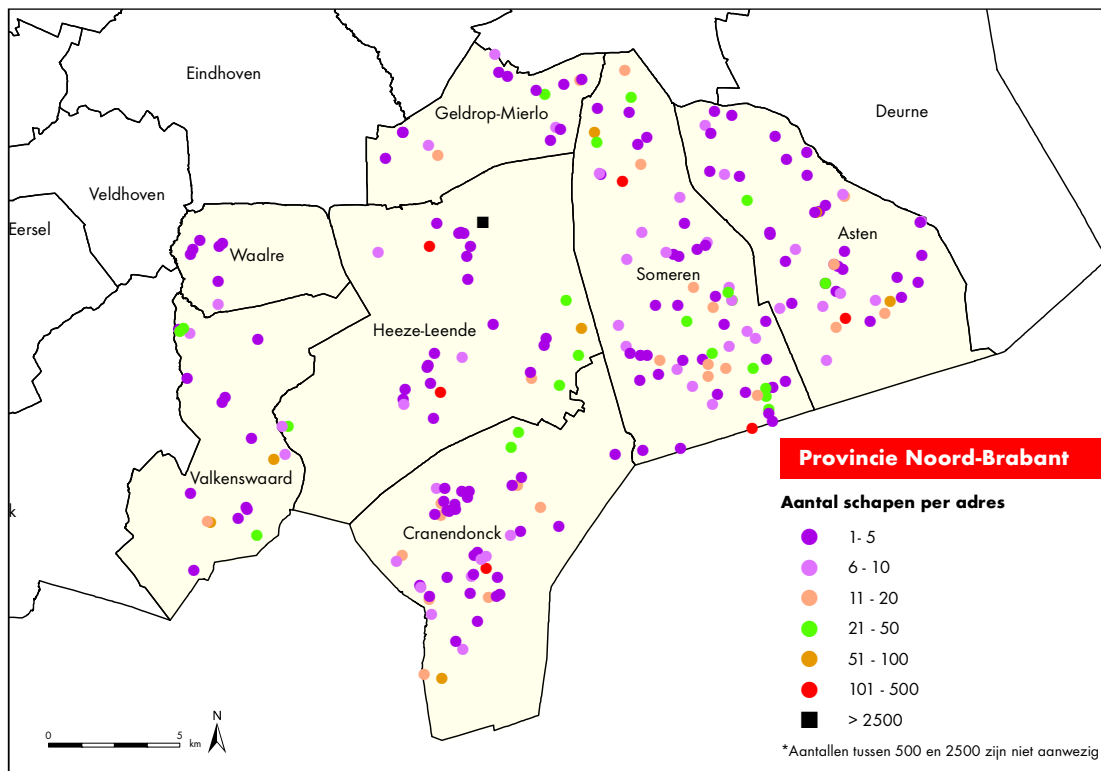 Eindhoven
Geldrop-Mierlo
Deurne
Veldhoven
Eersel
Waalre
Asten
Someren
Heeze-Leende
Valkenswaard
k
Cranendonck
Provincie Noord-Brabant
Aantal schapen per adres
1- 5
6 - 10
11 - 20
21 - 50
51 - 100
101 - 500
> 2500
*Aantallen tussen 500 en 2500 zijn niet aanwezig
N
0 5 km